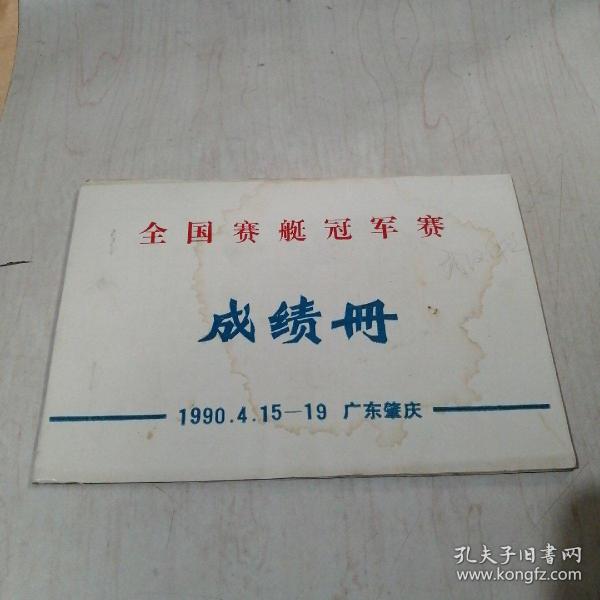 全国赛艇冠军赛
成绩册
1990.4.15—19 广东肇庆
孔夫子旧书网
www.kongfz.com